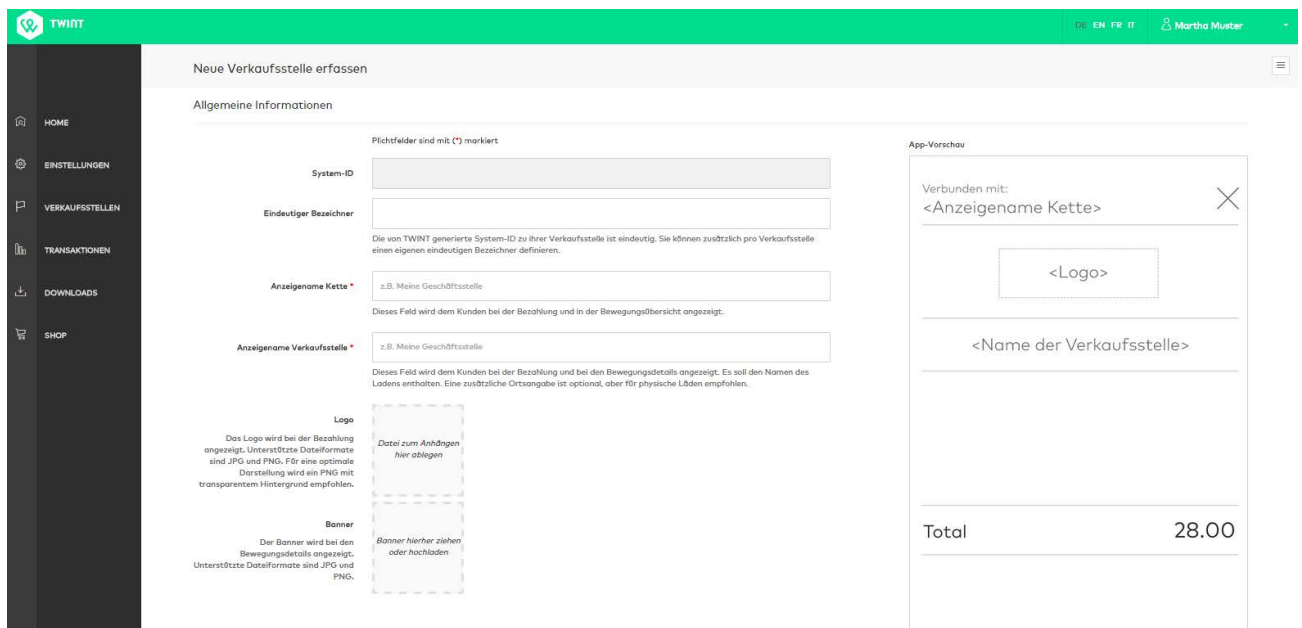 TWINT
DE EN FR IT
Martha Muster
Neue Verkaufsstelle erfassen
Allgemeine Informationen
HOME
EINSTELLUNGEN
VERKAUFSSTELLEN
TRANSAKTIONEN
DOWNLOADS
SHOP
Plichtfelder sind mit (*) markiert
System-ID
Eindeutiger Bezeichner
Die von TWINT generierte System-ID zu ihrer Verkaufsstelle ist eindeutig. Sie können zusätzlich pro Verkaufsstelle
einen eigenen eindeutigen Bezeichner definieren.
Anzeigename Kette *
z.B. Meine Geschäftsstelle
Dieses Feld wird dem Kunden bei der Bezahlung und in der Bewegungsübersicht angezeigt.
Anzeigename Verkaufsstelle *
z.B. Meine Geschäftsstelle
Dieses Feld wird dem Kunden bei der Bezahlung und bei den Bewegungsdetails angezeigt. Es soll den Namen des
Ladens enthalten. Eine zusätzliche Ortsangabe ist optional, aber für physische Läden empfohlen.
Logo
Das Logo wird bei der Bezahlung
angezeigt. Unterstützte Dateiformate
sind JPG und PNG. Für eine optimale
Darstellung wird ein PNG mit
transparentem Hintergrund empfohlen.
Datei zum Anhängen
hier ablegen
Banner
Der Banner wird bei den
Bewegungsdetails angezeigt.
Unterstützte Dateiformate sind JPG und
PNG.
Banner hierher ziehen
oder hochladen
App-Vorschau
Verbunden mit:
<Anzeigename Kette>
<Logo>
<Name der Verkaufsstelle>
Total 28.00